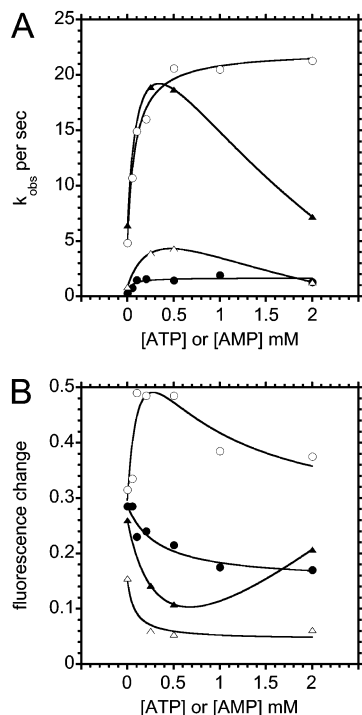 A
25
20
15
10
5
0
k_obs per sec
0 0.5 1 1.5 2
[ATP] or [AMP] mM
B
0.5
0.4
0.3
0.2
0.1
0
fluorescence change
0 0.5 1 1.5 2
[ATP] or [AMP] mM